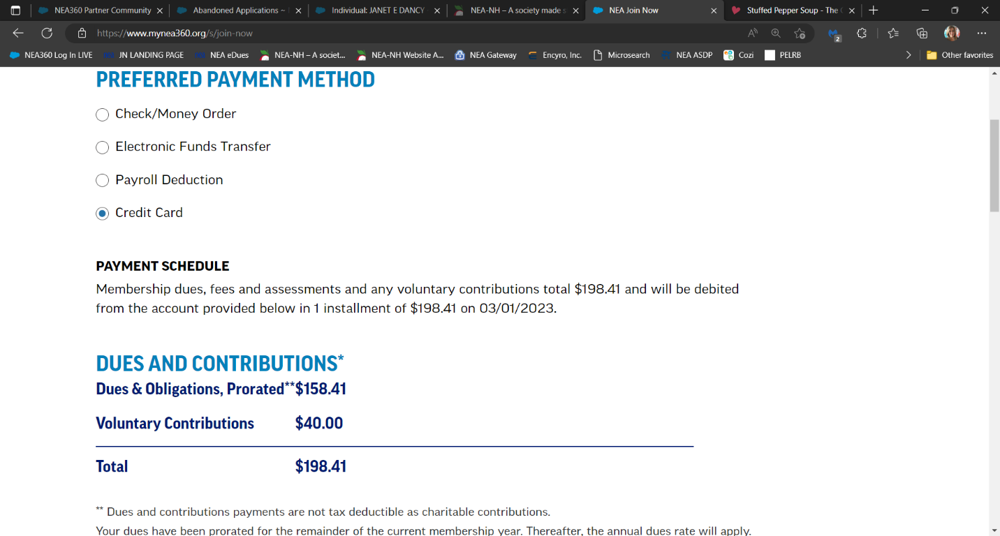 NEA360 Partner Community
Abandoned Applications ~
Individual: JANET E DANCY
NEA-NH – A society made s
NEA Join Now
Stuffed Pepper Soup - The
https://www.mynea360.org/s/join-now
2
NEA360 Log In LIVE
JN LANDING PAGE
NEA eDues
NEA-NH – A societ...
NEA-NH Website A...
NEA Gateway
Encyro, Inc.
Microsearch
NEA ASDP
Cozi
PELRB
Other favorites
PREFERRED PAYMENT METHOD
Check/Money Order
Electronic Funds Transfer
Payroll Deduction
Credit Card
PAYMENT SCHEDULE
Membership dues, fees and assessments and any voluntary contributions total $198.41 and will be debited
from the account provided below in 1 installment of $198.41 on 03/01/2023.
DUES AND CONTRIBUTIONS*
Dues & Obligations, Prorated**$158.41
Voluntary Contributions $40.00
Total $198.41
** Dues and contributions payments are not tax deductible as charitable contributions.
Your dues have been prorated for the remainder of the current membership year. Thereafter, the annual dues rate will apply.